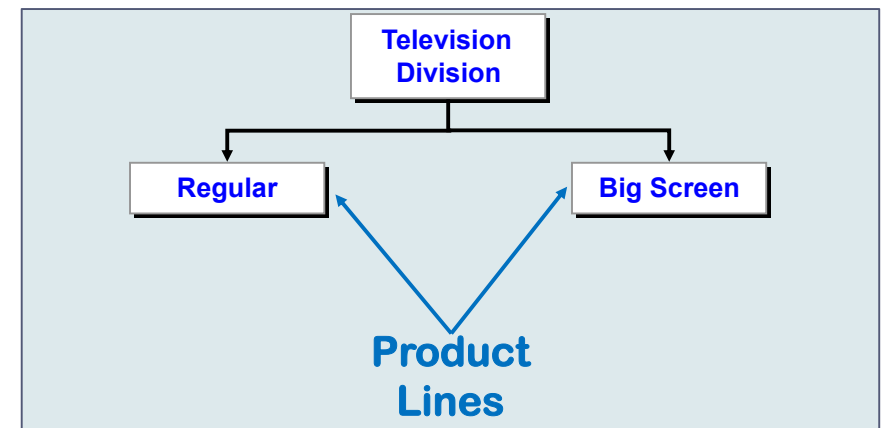 Television
Division
Regular
Big Screen
Product
Lines